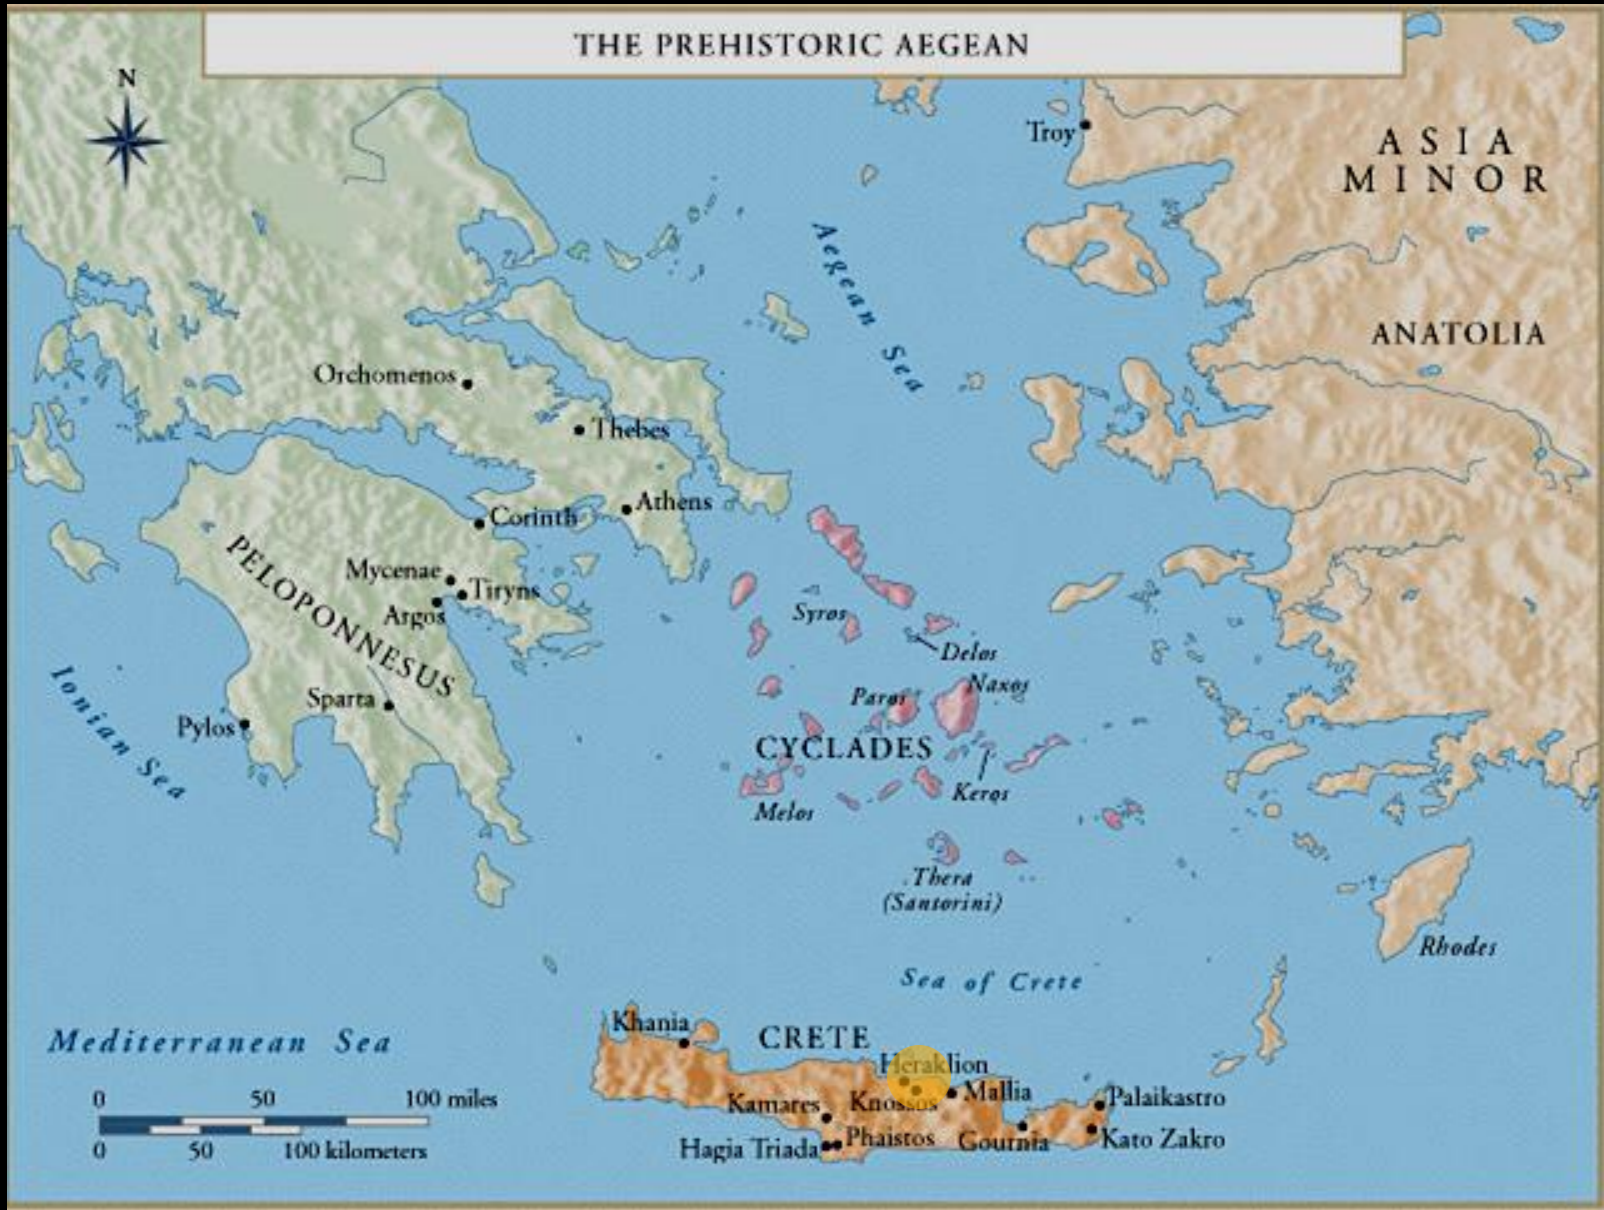 THE PREHISTORIC AEGEAN
N
Troy
ASIA
MINOR
Aegean Sea
ANATOLIA
Orchomenos
Thebes
Athens
Corinth
Mycenae
Tiryns
Argos
PELOPONNESUS
Syros
Delos
Naxos
Paros
Ionian Sea
Sparta
Pylos
CYCLADES
Keros
Melos
Thera
(Santorini)
Rhodes
Sea of Crete
Khania
CRETE
Mediterranean Sea
Heraklion
Mallia
Palaikastro
0 50 100 miles
Kamares
Knossos
0 50 100 kilometers
Hagia Triada
Phaistos
Gournia
Kato Zakro